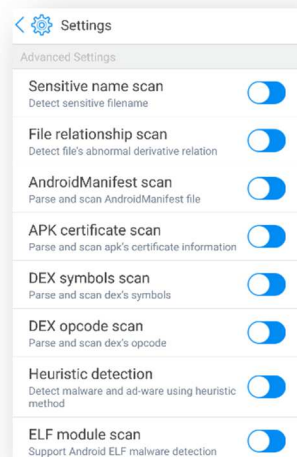 Settings
Advanced Settings
Sensitive name scan
Detect sensitive filename
File relationship scan
Detect file's abnormal derivative relation
AndroidManifest scan
Parse and scan AndroidManifest file
APK certificate scan
Parse and scan apk's certificate information
DEX symbols scan
Parse and scan dex's symbols
DEX opcode scan
Parse and scan dex's opcode
Heuristic detection
Detect malware and ad-ware using heuristic
method
ELF module scan
Support Android ELF malware detection